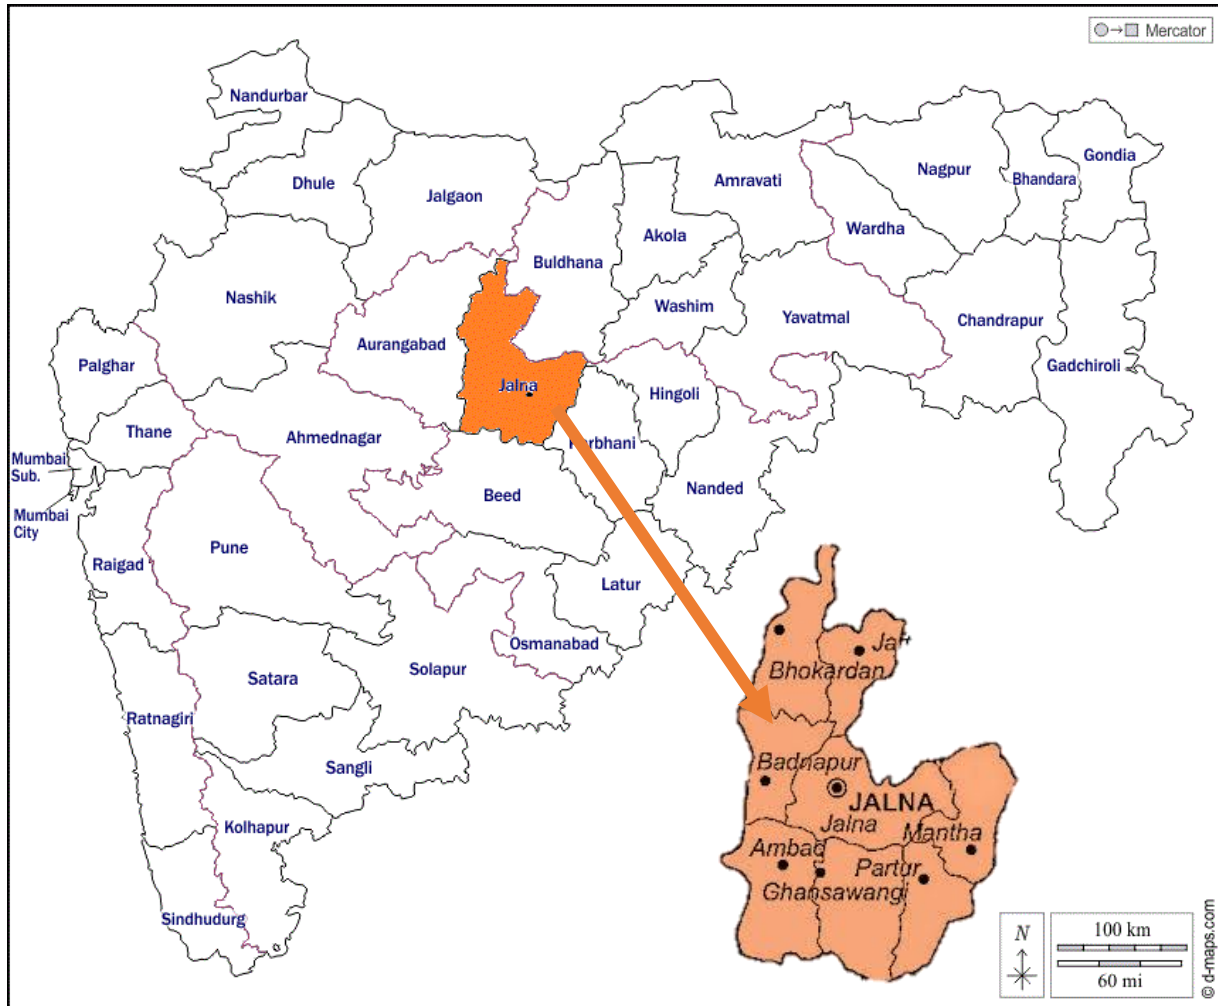 Mercator
Nandurbar
Dhule
Jalgaon
Amravati
Nagpur
Bhandara
Gondia
Akola
Wardha
Buldhana
Nashik
Washim
Yavatmal
Chandrapur
Aurangabad
Palghar
Gadchiroli
Jalna
Hingoli
Thane
Ahmednagar
Mumbai
Sub.
Mumbai
City
Beed
Nanded
Pune
Raigad
Latur
Osmanabad
Solapur
Satara
Ratnagiri
Sangli
Kolhapur
Sindhudurg
Bhokardan
Badnapur
JALNA
Jalna
Mantha
Ambad
Partur
Ghansawangi
N
100 km
60 mi
© d-maps.com